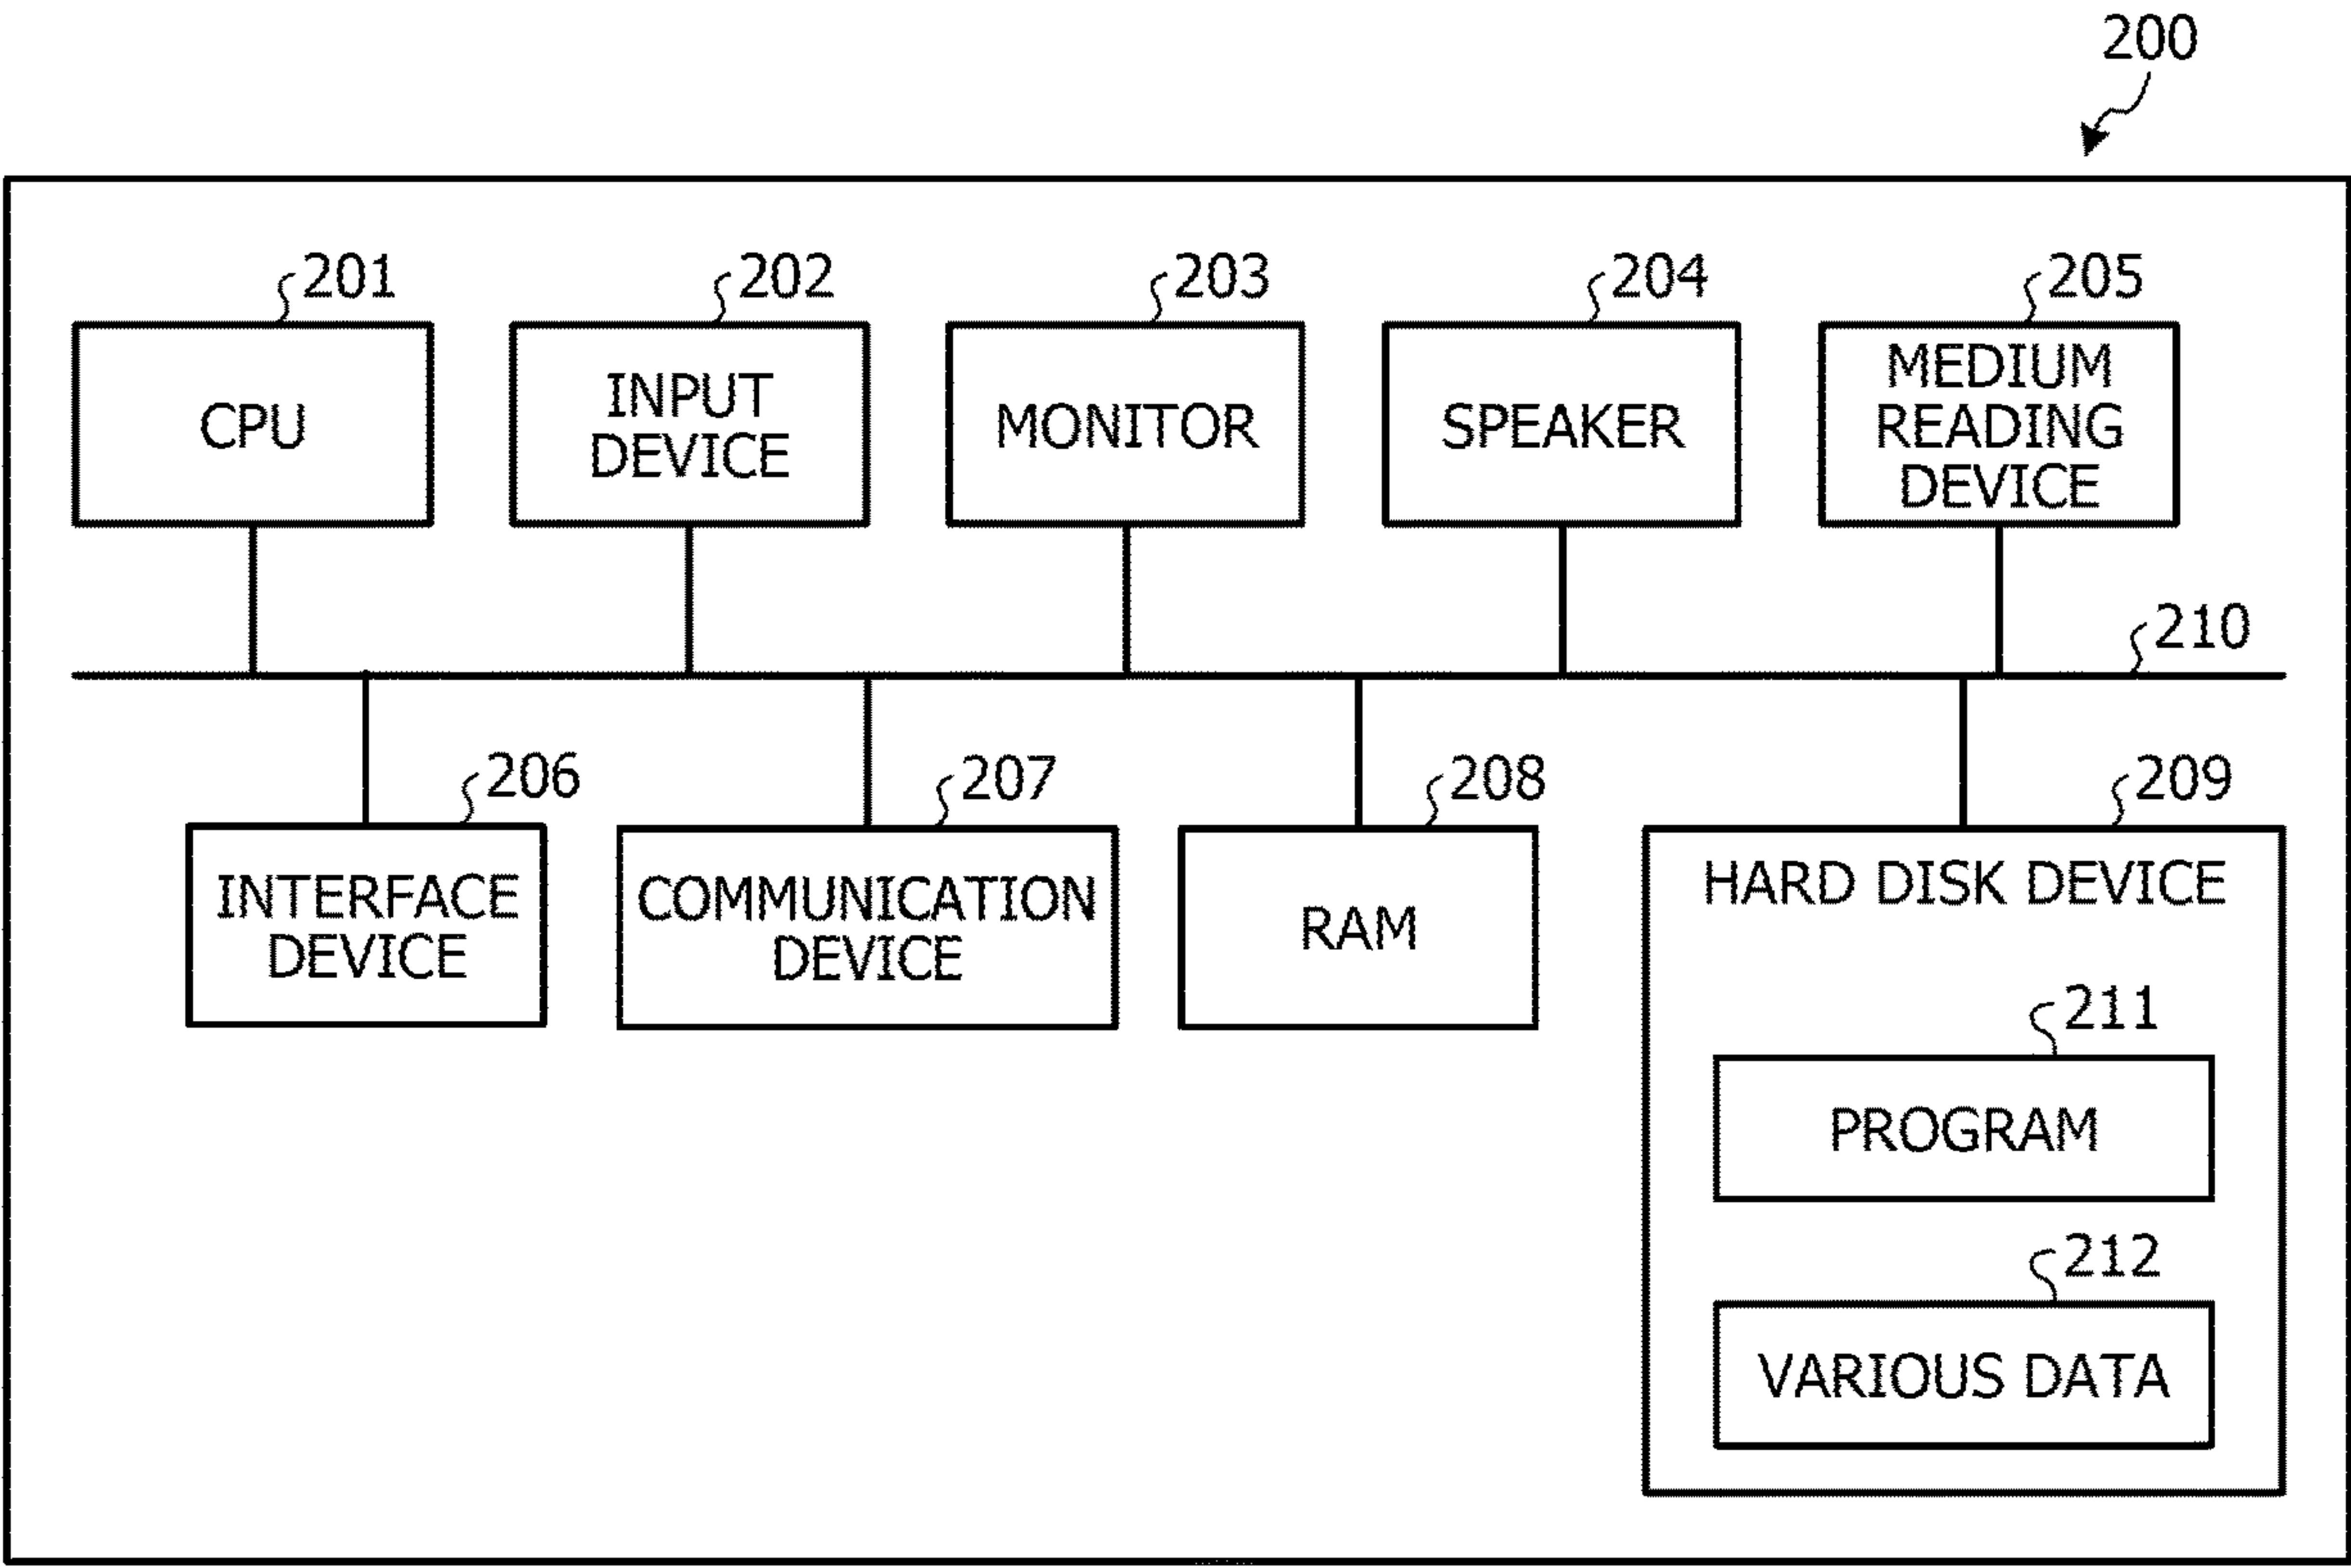 200
201
202
203
204
205
CPU
INPUT
DEVICE
MONITOR
SPEAKER
MEDIUM
READING
DEVICE
210
206
207
208
209
INTERFACE
DEVICE
COMMUNICATION
DEVICE
RAM
HARD DISK DEVICE
211
PROGRAM
212
VARIOUS DATA